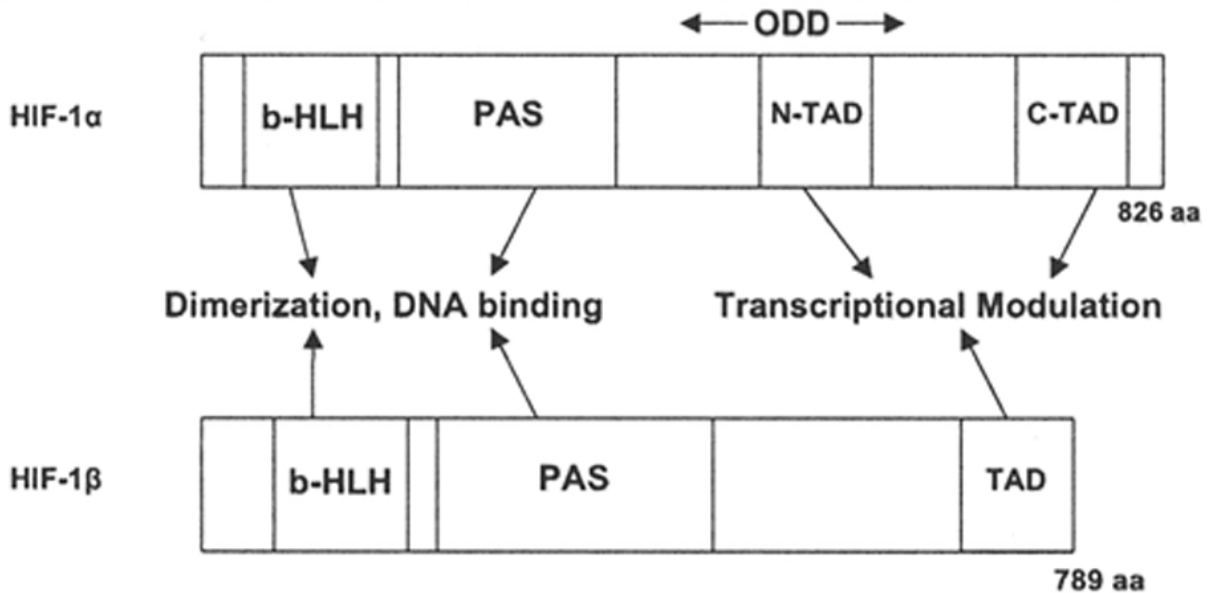 ODD
HIF-1α
b-HLH
PAS
N-TAD
C-TAD
826 aa
Dimerization, DNA binding
Transcriptional Modulation
HIF-1β
b-HLH
PAS
TAD
789 aa